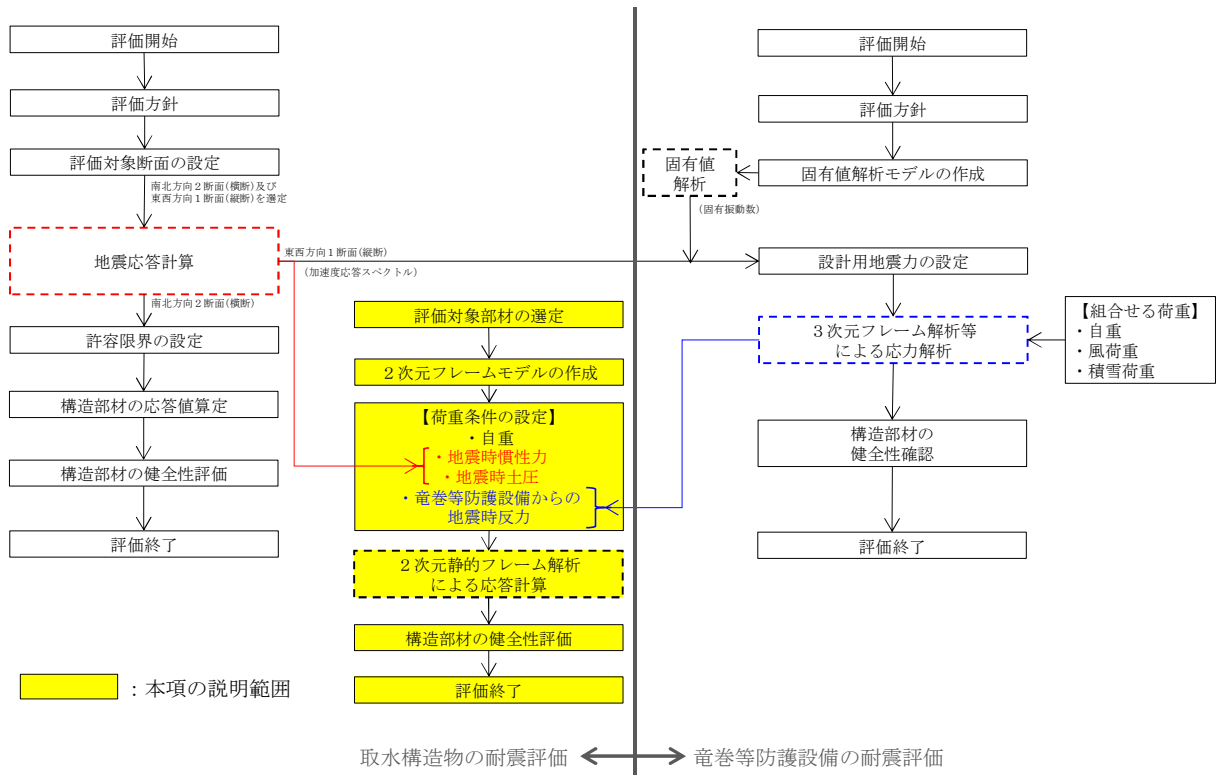 評価開始
評価方針
評価対象断面の設定
南北方向2断面(横断)及び
東西方向1断面(縦断)を選定
地震応答計算
南北方向2断面(横断)
許容限界の設定
構造部材の応答値算定
構造部材の健全性評価
評価終了
東西方向1断面(縦断)
(加速度応答スペクトル)
評価対象部材の選定
2次元フレームモデルの作成
【荷重条件の設定】
・自重
・地震時慣性力
・地震時土圧
・竜巻等防護設備からの
地震時反力
2次元静的フレーム解析
による応答計算
構造部材の健全性評価
評価終了
評価開始
評価方針
固有値解析モデルの作成
固有値
解析
(固有振動数)
設計用地震力の設定
3次元フレーム解析等
による応力解析
【組合せる荷重】
・自重
・風荷重
・積雪荷重
構造部材の
健全性確認
評価終了
:本項の説明範囲
取水構造物の耐震評価
竜巻等防護設備の耐震評価